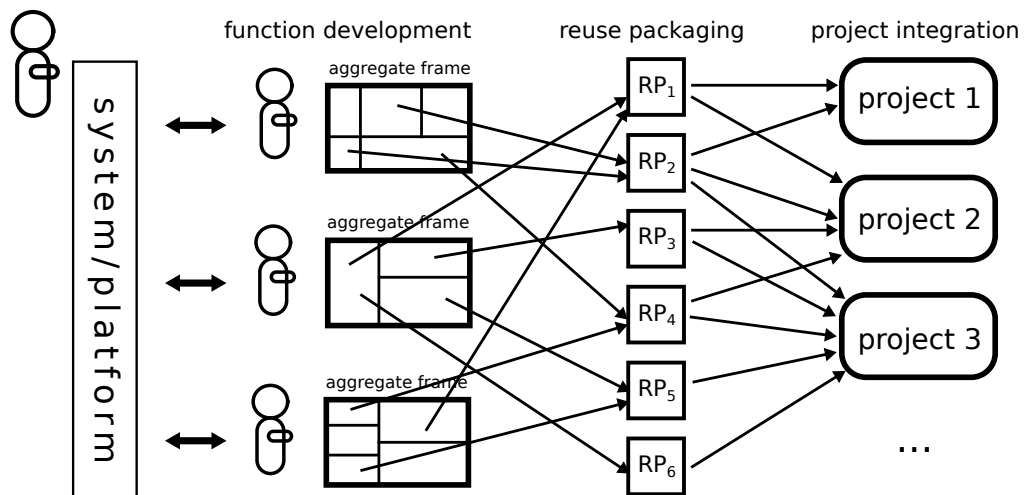 function development
reuse packaging
project integration
system/platform
aggregate frame
aggregate frame
aggregate frame
RP1
RP2
RP3
RP4
RP5
RP6
project 1
project 2
project 3
...